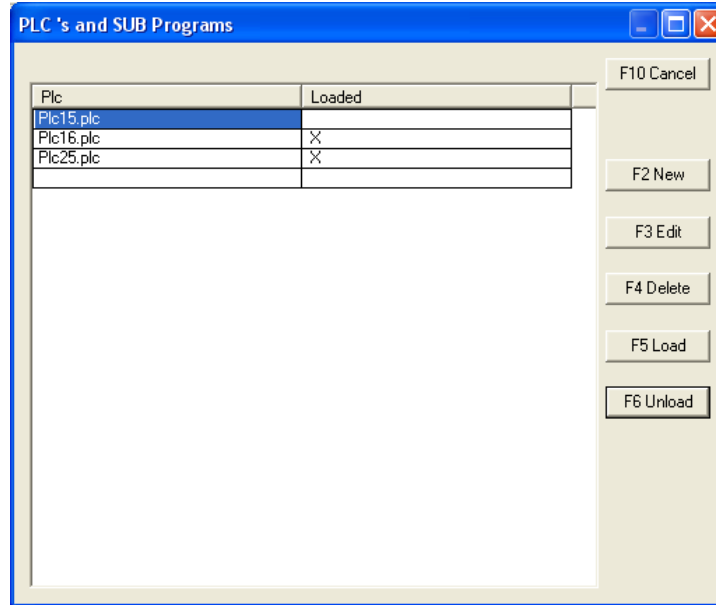 PLC 's and SUB Programs
F10 Cancel
Plc Loaded
Plc15.plc
Plc16.plc X
Plc25.plc X
F2 New
F3 Edit
F4 Delete
F5 Load
F6 Unload